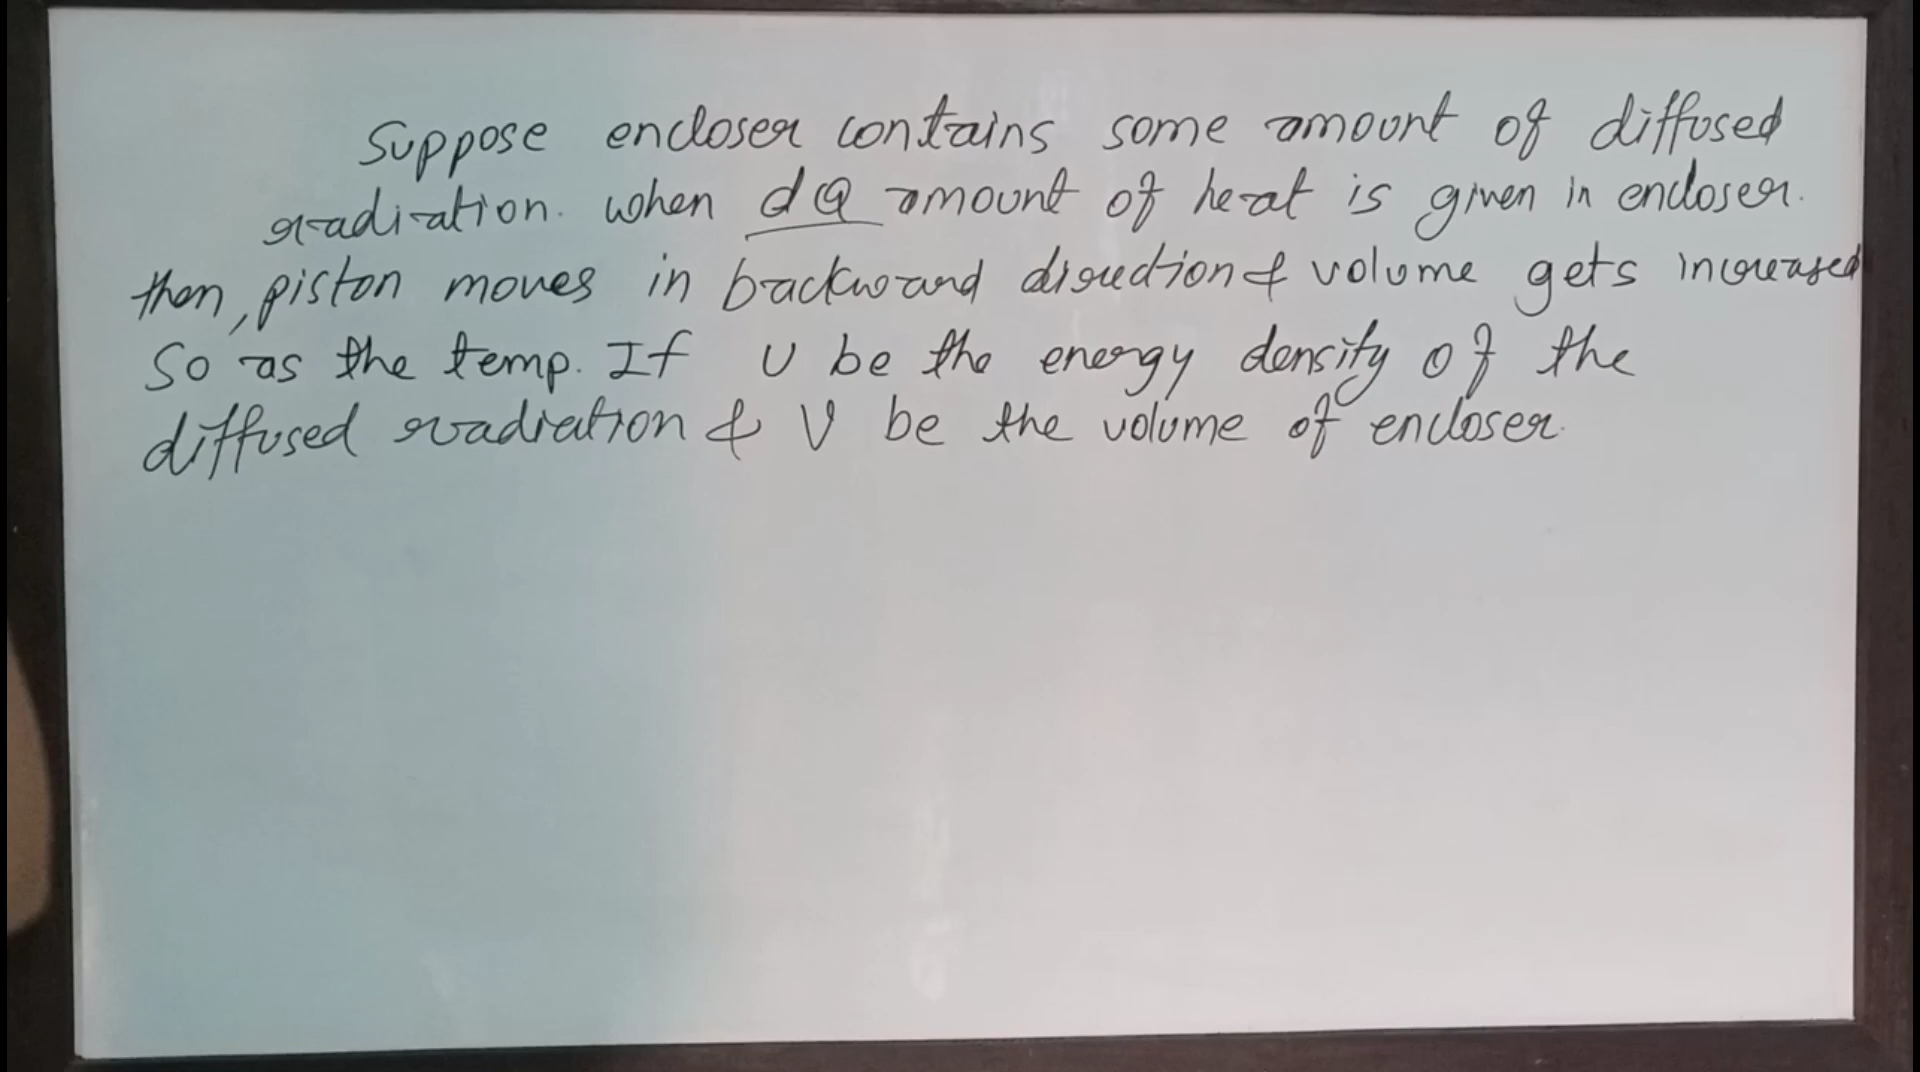 Suppose encloser contains some amount of diffused
radiation. when dQ amount of heat is given in encloser.
then, piston moves in backward direction & volume gets increased
So as the temp. If U be the energy density of the
diffused radiation & V be the volume of encloser.